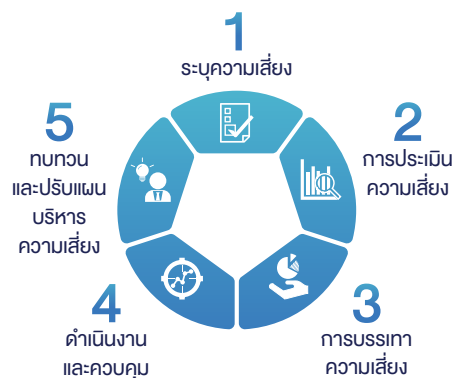 1
ระบุความเสี่ยง
2
การประเมิน
ความเสี่ยง
3
การบรรเทา
ความเสี่ยง
4
ดำเนินงาน
และควบคุม
5
ทบทวน
และปรับแผน
บริหาร
ความเสี่ยง